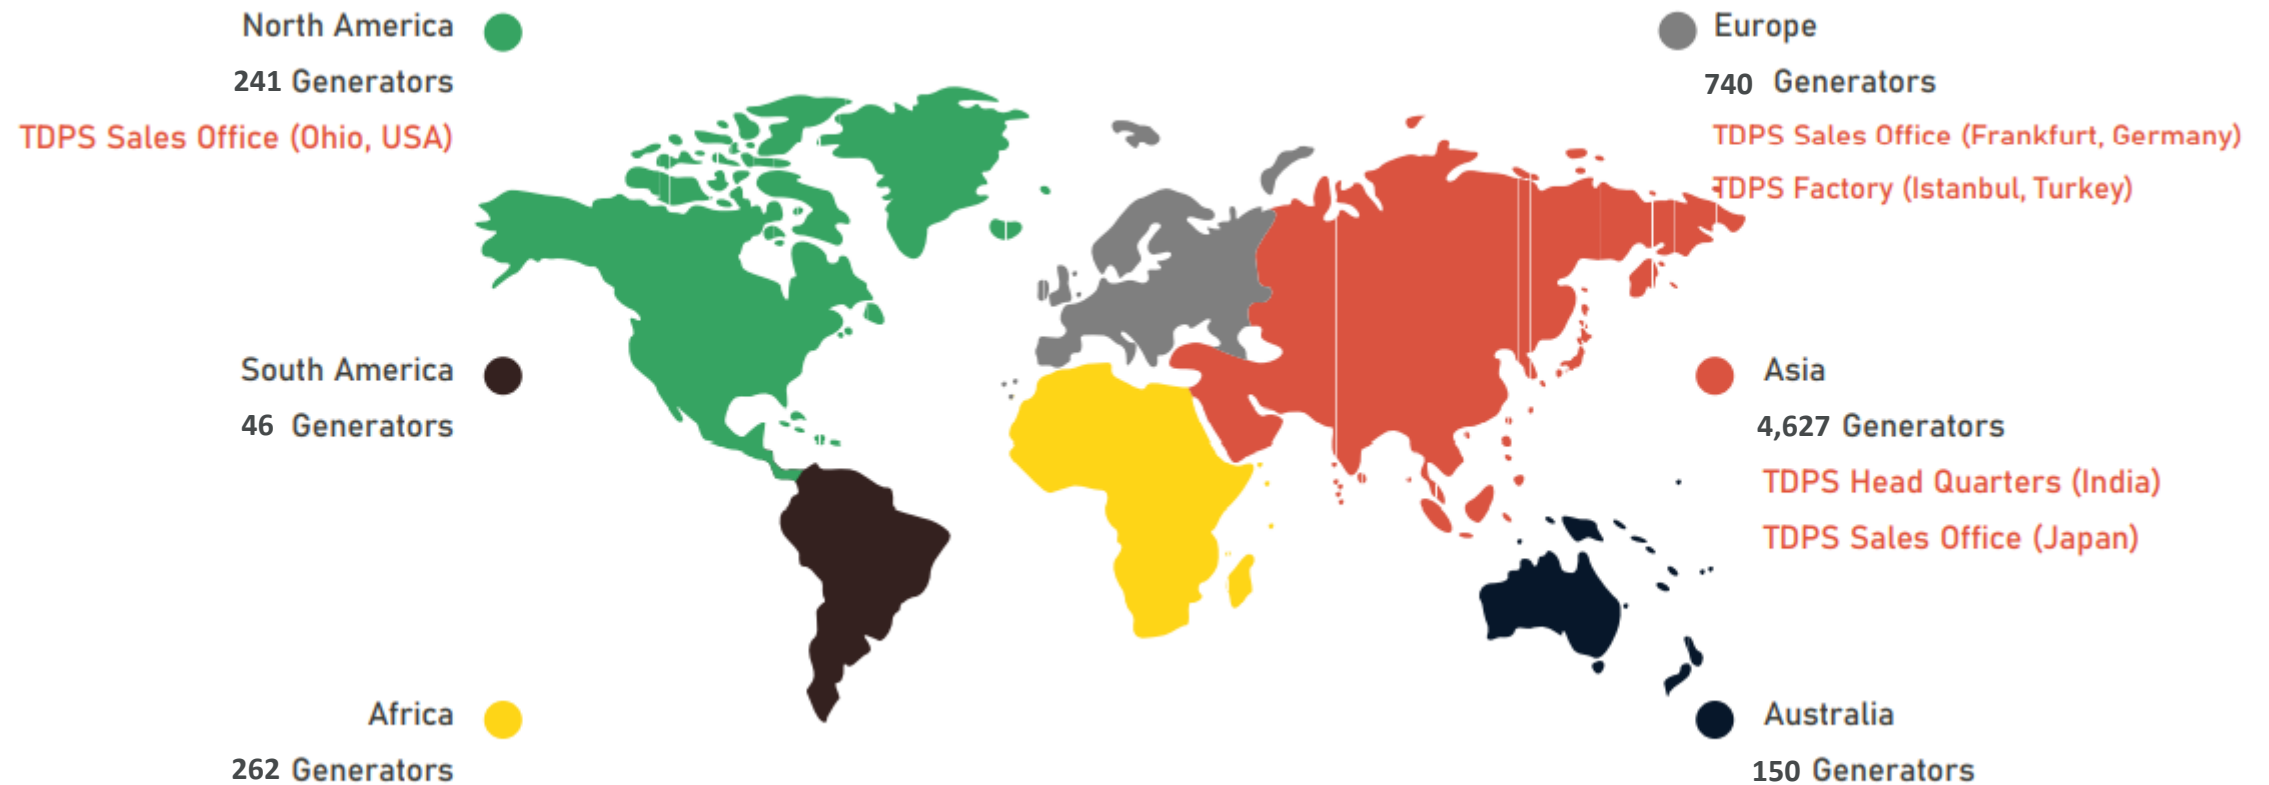 North America
241 Generators
TDPS Sales Office (Ohio, USA)
Europe
740 Generators
TDPS Sales Office (Frankfurt, Germany)
TDPS Factory (Istanbul, Turkey)
South America
46 Generators
Asia
4,627 Generators
TDPS Head Quarters (India)
TDPS Sales Office (Japan)
Africa
262 Generators
Australia
150 Generators